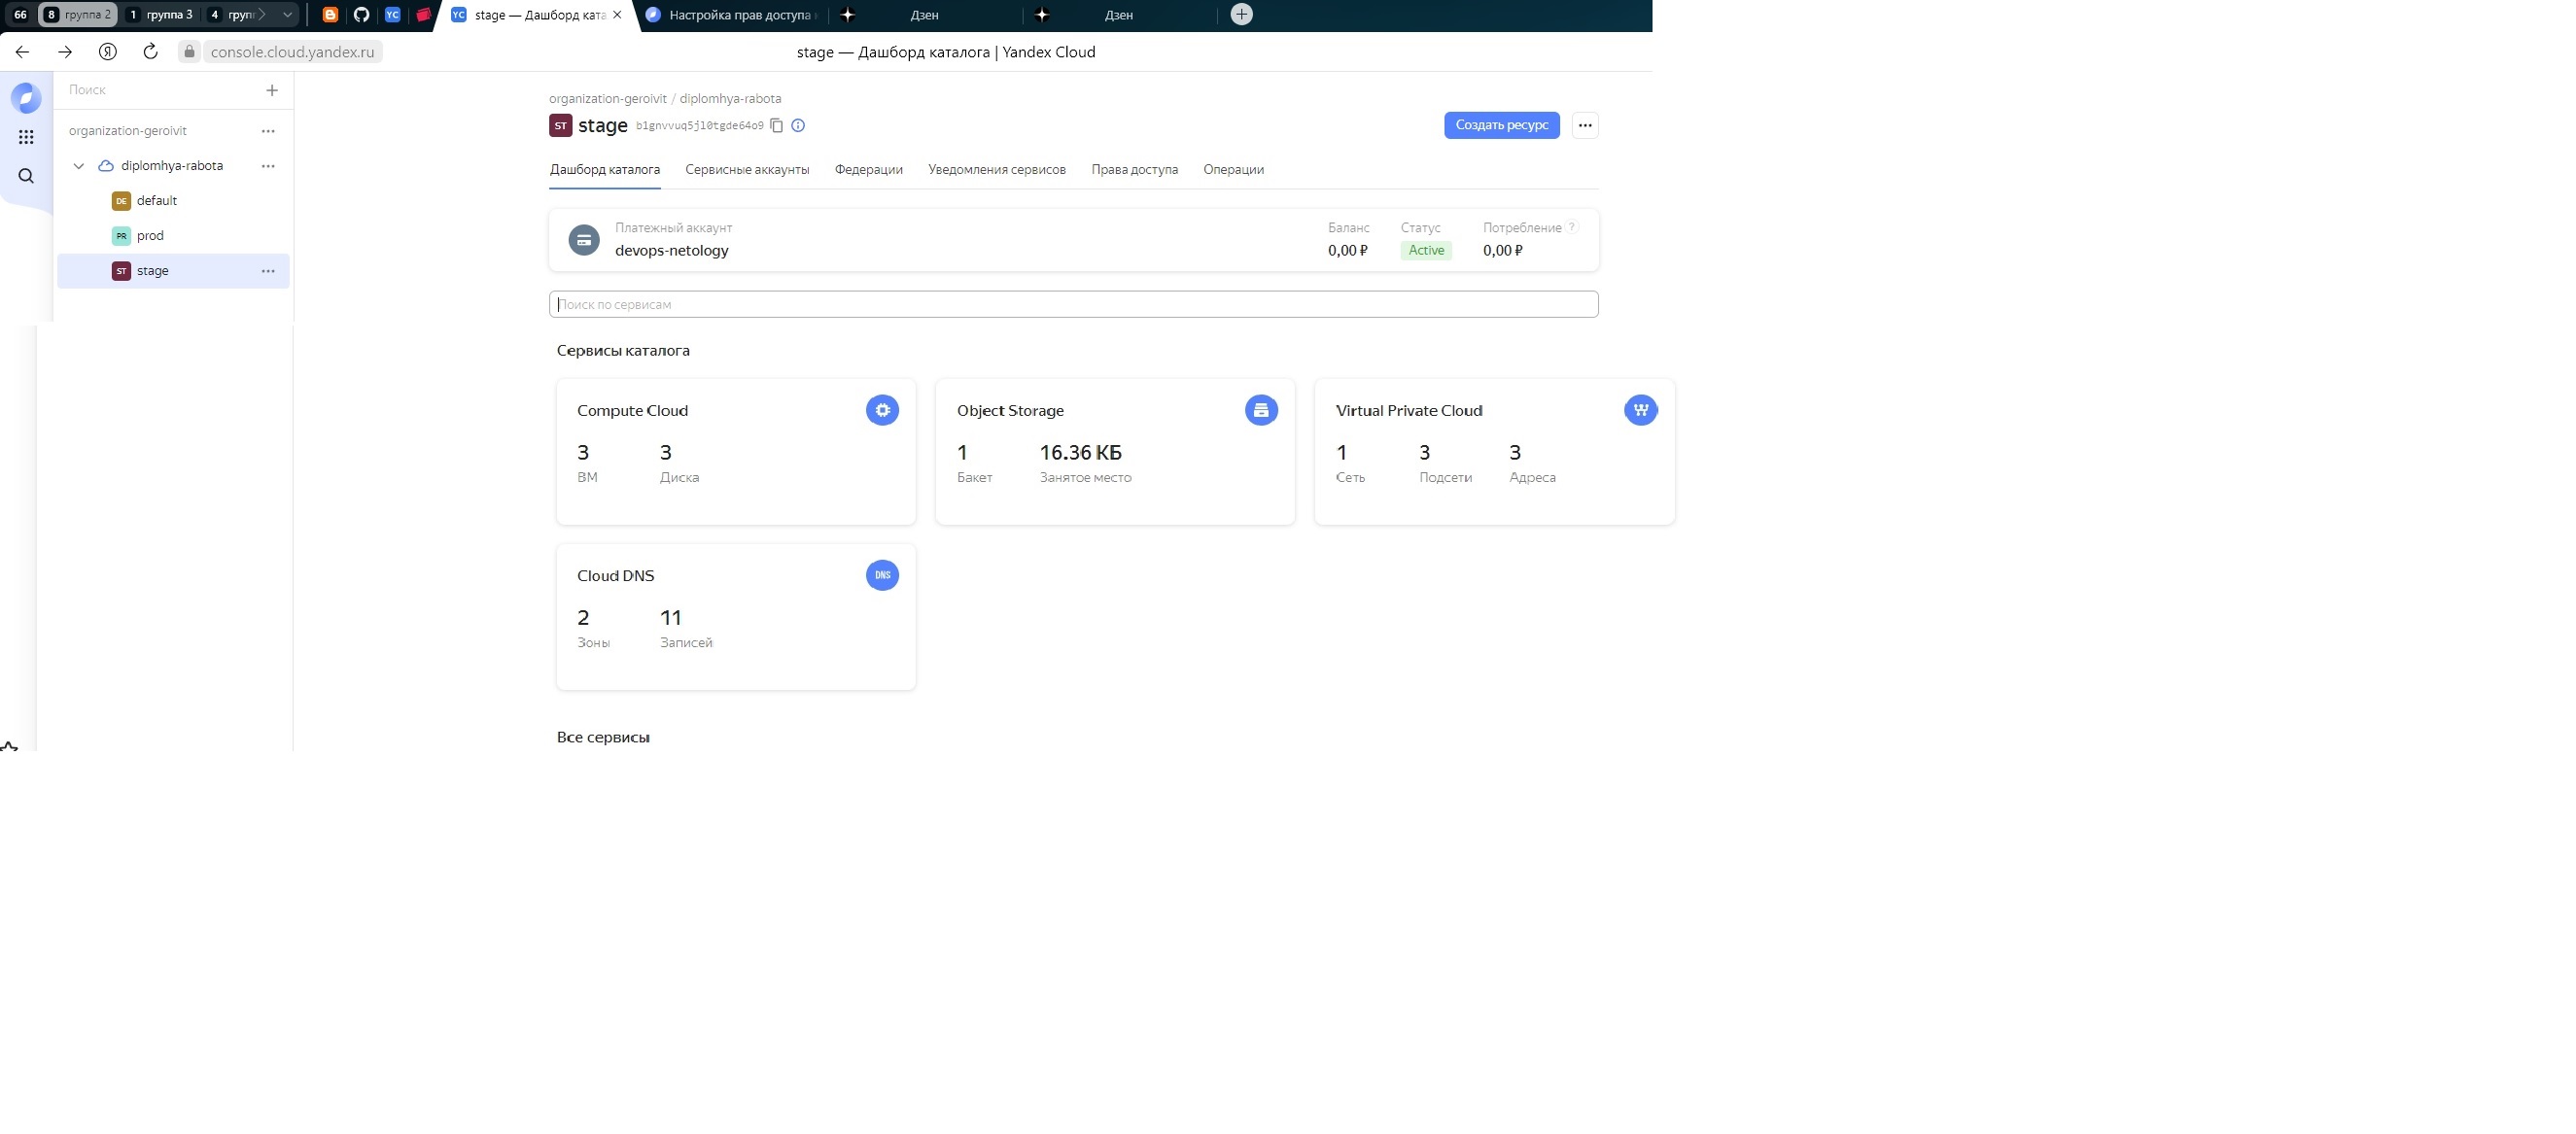 66 8 группа 2 1 группа 3 4 груп YC YC stage — Дашборд ката Настройка прав доступа Дзен Дзен
Я console.cloud.yandex.ru stage — Дашборд каталога | Yandex Cloud
Поиск
organization-geroivit
diplomhya-rabota
DE default
PR prod
ST stage
organization-geroivit / diplomhya-rabota
ST stage b1gnvvuq5jl0tgde64o9
Создать ресурс
Дашборд каталога Сервисные аккаунты Федерации Уведомления сервисов Права доступа Операции
Платежный аккаунт Баланс Статус Потребление ?
devops-netology 0,00 ₽ Active 0,00 ₽
Поиск по сервисам
Сервисы каталога
Compute Cloud
3 3
ВМ Диска
Object Storage
1 16.36 КБ
Бакет Занятое место
Virtual Private Cloud
1 3 3
Сеть Подсети Адреса
Cloud DNS DNS
2 11
Зоны Записей
Все сервисы